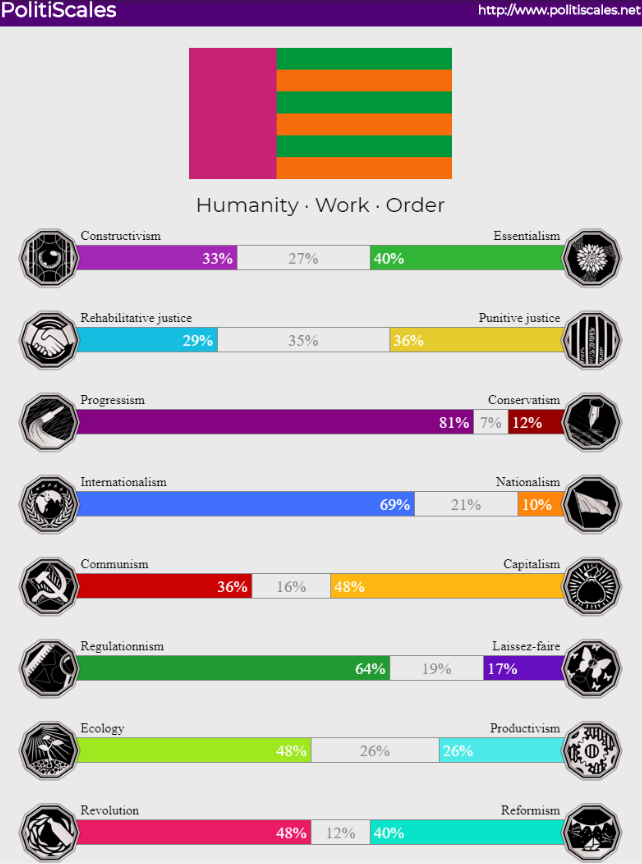 PolitiScales http://www.politiscales.net
Humanity · Work · Order
Constructivism Essentialism
33% 27% 40%
Rehabilitative justice Punitive justice
29% 35% 36%
Progressism Conservatism
81% 7% 12%
Internationalism Nationalism
69% 21% 10%
Communism Capitalism
36% 16% 48%
Regulationnism Laissez-faire
64% 19% 17%
Ecology Productivism
48% 26% 26%
Revolution Reformism
48% 12% 40%